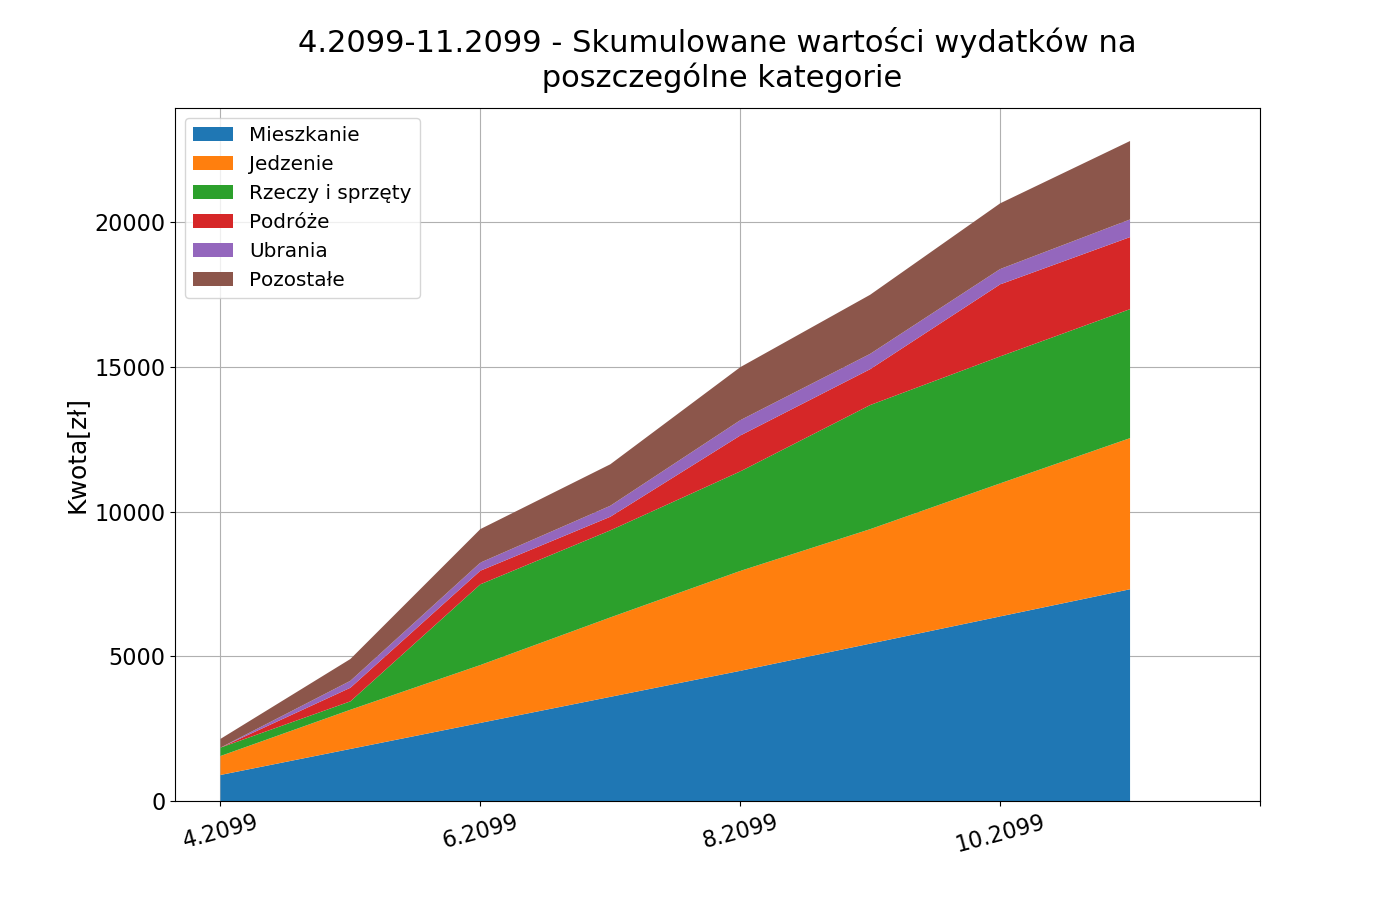 4.2099-11.2099 - Skumulowane wartości wydatków na
poszczególne kategorie
Mieszkanie
Jedzenie
Rzeczy i sprzęty
Podróże
Ubrania
Pozostałe
Kwota[zł]
20000
15000
10000
5000
0
4.2099
6.2099
8.2099
10.2099